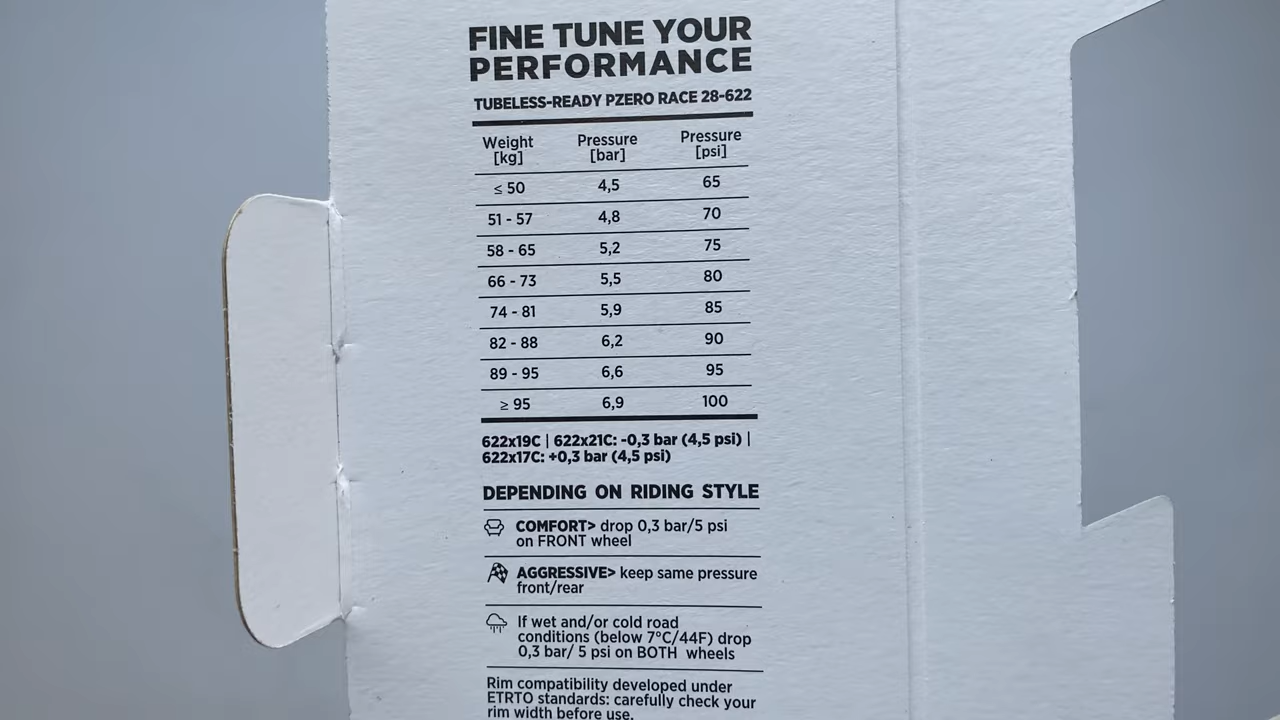 FINE TUNE YOUR
PERFORMANCE
TUBELESS-READY PZERO RACE 28-622
Weight [kg] Pressure [bar] Pressure [psi]
≤ 50 4,5 65
51 - 57 4,8 70
58 - 65 5,2 75
66 - 73 5,5 80
74 - 81 5,9 85
82 - 88 6,2 90
89 - 95 6,6 95
≥ 95 6,9 100
622x19C | 622x21C: -0,3 bar (4,5 psi) |
622x17C: +0,3 bar (4,5 psi)
DEPENDING ON RIDING STYLE
COMFORT> drop 0,3 bar/5 psi
on FRONT wheel
AGGRESSIVE> keep same pressure
front/rear
If wet and/or cold road
conditions (below 7°C/44F) drop
0,3 bar/ 5 psi on BOTH wheels
Rim compatibility developed under
ETRTO standards: carefully check your
rim width before use.